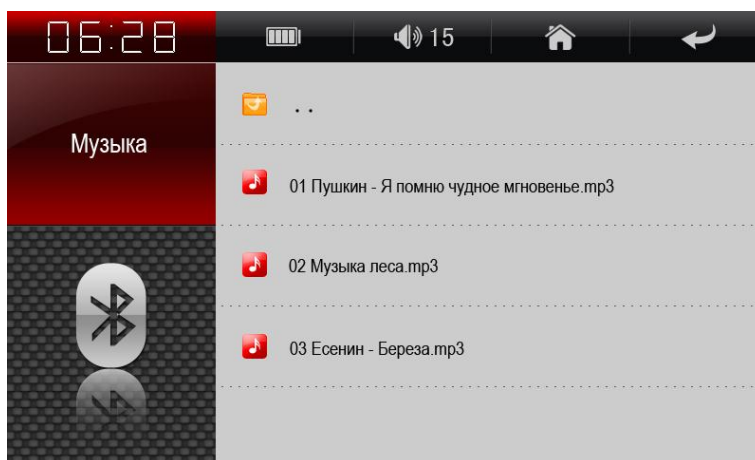 06:28
15
Музыка
. .
01 Пушкин - Я помню чудное мгновенье.mp3
02 Музыка леса.mp3
03 Есенин - Береза.mp3